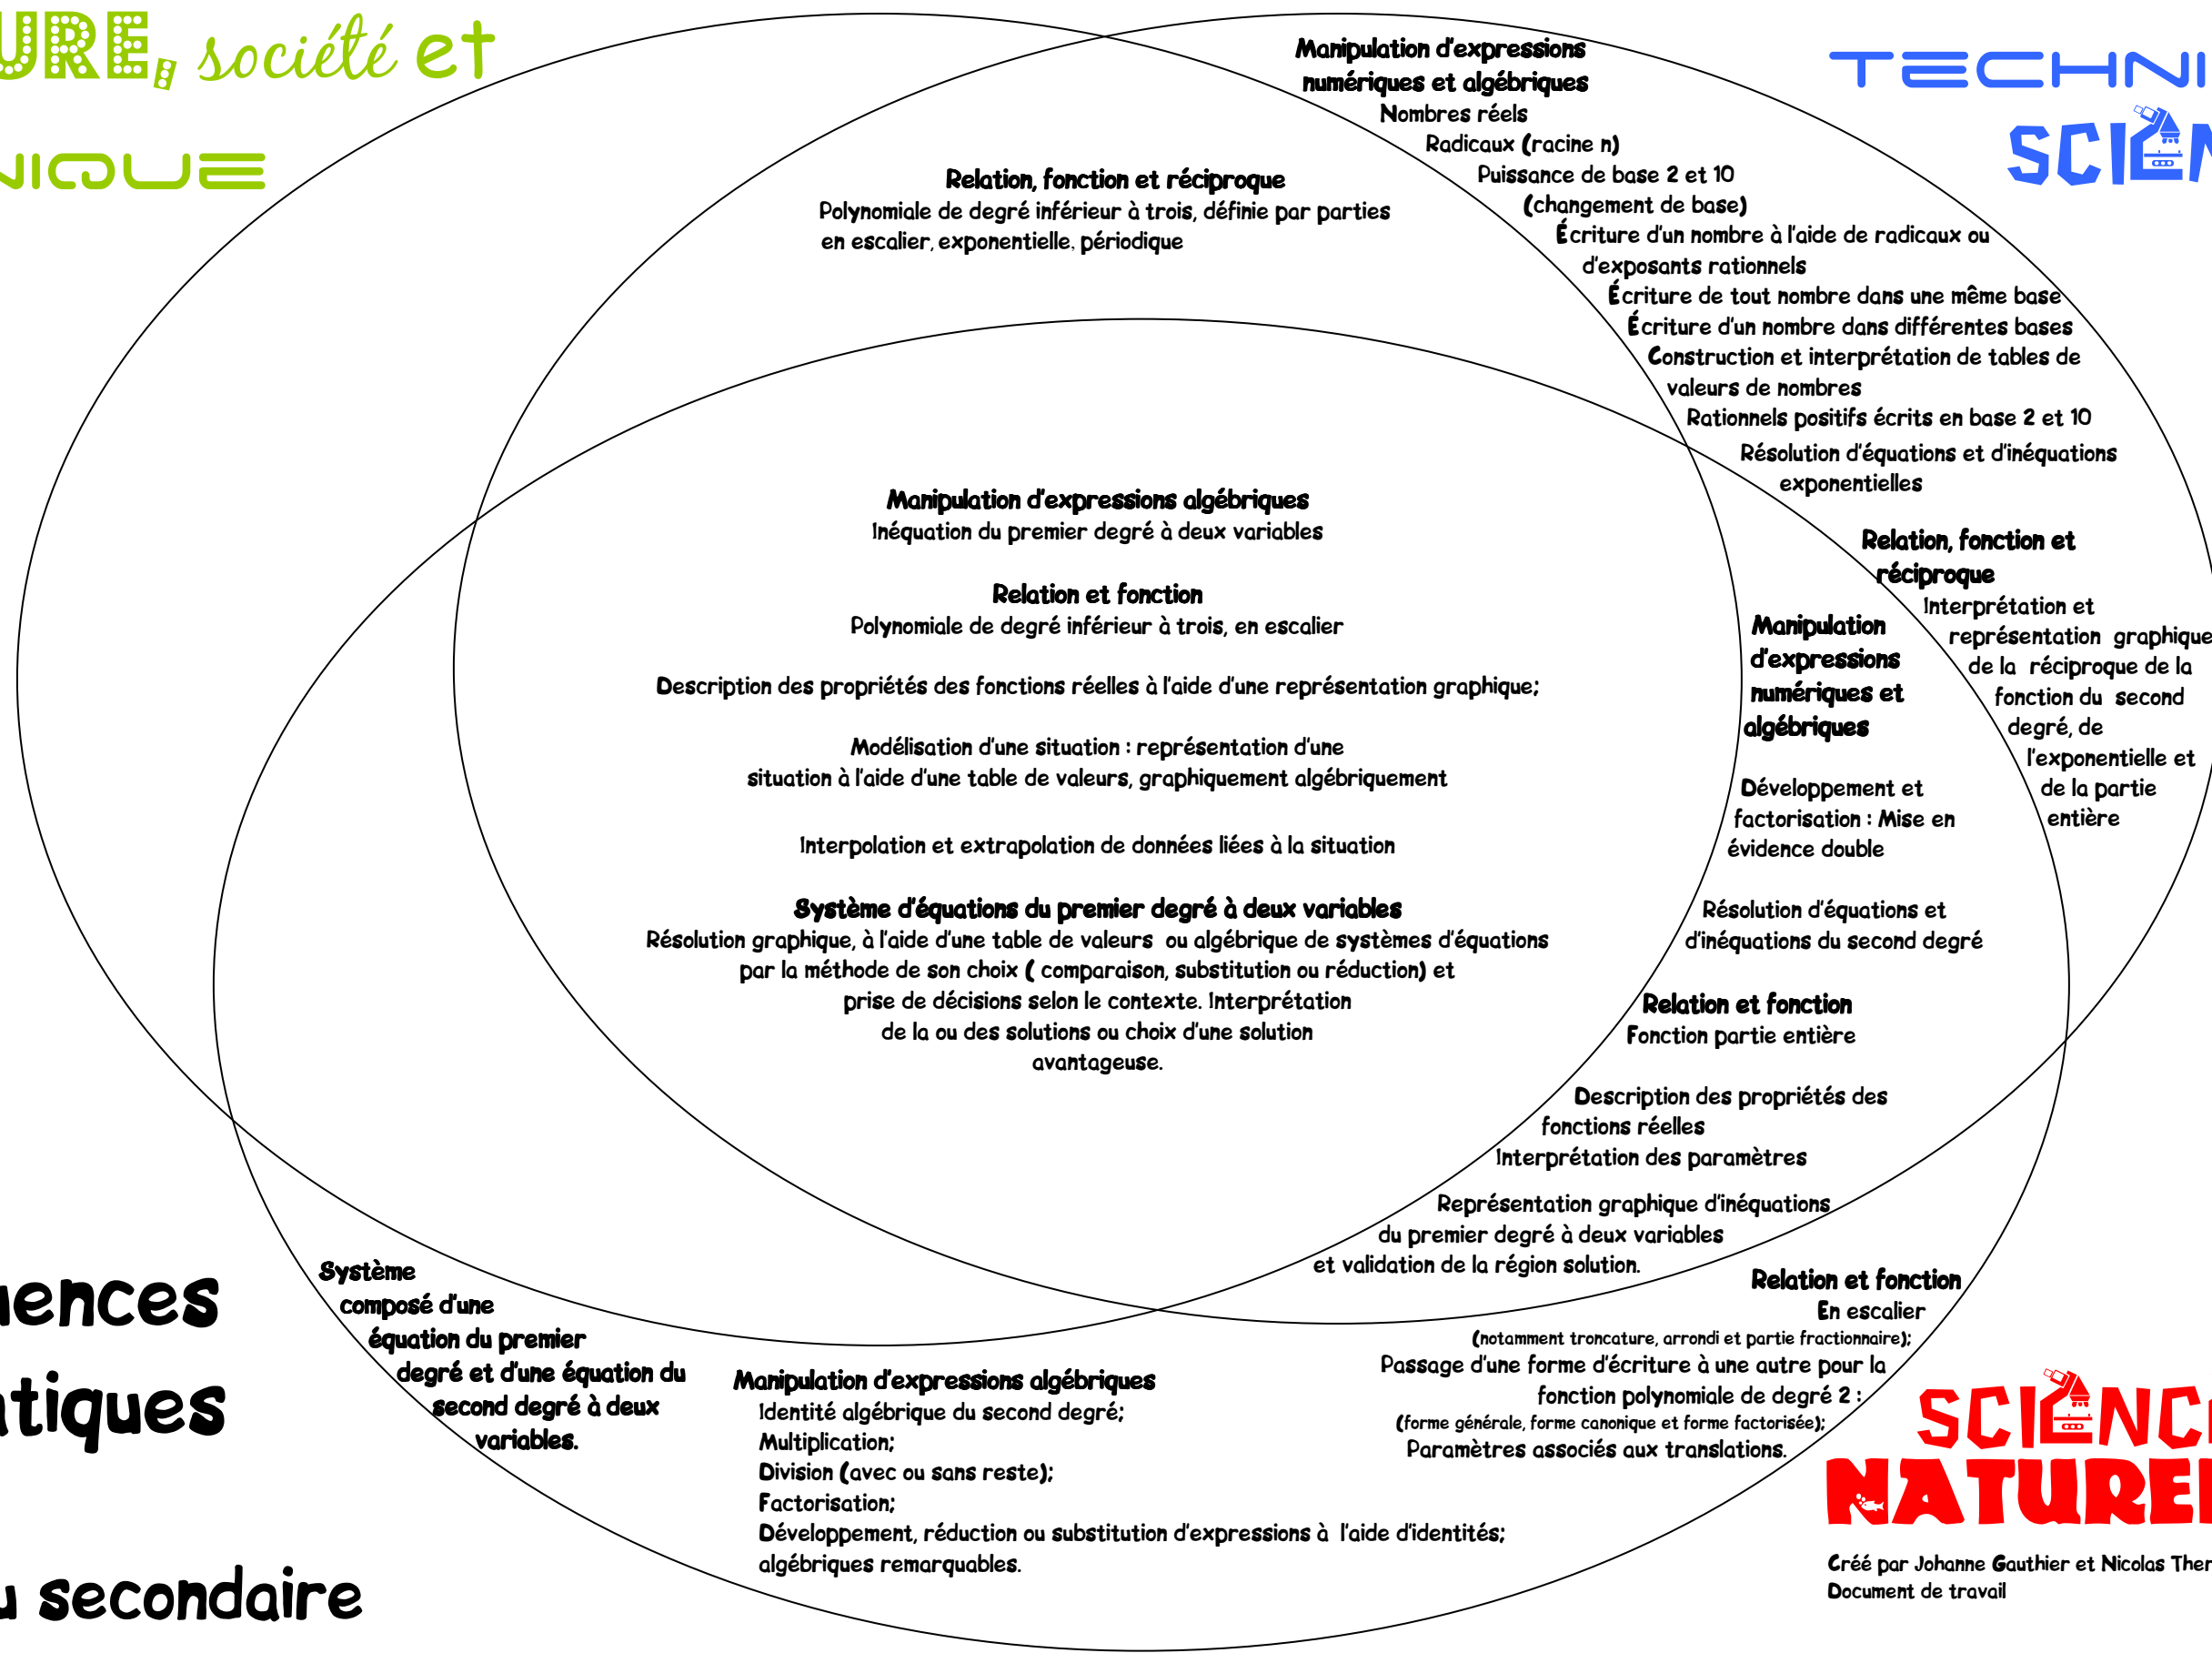 URE, société et
NIQUE
TECHNI
SCIEN
Manipulation d'expressions
numériques et algébriques
Nombres réels
Radicaux (racine n)
Puissance de base 2 et 10
(changement de base)
Écriture d'un nombre à l'aide de radicaux ou
d'exposants rationnels
Écriture de tout nombre dans une même base
Écriture d'un nombre dans différentes bases
Construction et interprétation de tables de
valeurs de nombres
Rationnels positifs écrits en base 2 et 10
Résolution d'équations et d'inéquations
exponentielles
Relation, fonction et
réciproque
Interprétation et
représentation graphique
de la réciproque de la
fonction du second
degré, de
l'exponentielle et
de la partie
entière
Relation, fonction et réciproque
Polynomiale de degré inférieur à trois, définie par parties
en escalier, exponentielle, périodique
Manipulation d'expressions algébriques
Inéquation du premier degré à deux variables
Relation et fonction
Polynomiale de degré inférieur à trois, en escalier
Description des propriétés des fonctions réelles à l'aide d'une représentation graphique;
Modélisation d'une situation : représentation d'une
situation à l'aide d'une table de valeurs, graphiquement algébriquement
Interpolation et extrapolation de données liées à la situation
Système d'équations du premier degré à deux variables
Résolution graphique, à l'aide d'une table de valeurs ou algébrique de systèmes d'équations
par la méthode de son choix ( comparaison, substitution ou réduction) et
prise de décisions selon le contexte. Interprétation
de la ou des solutions ou choix d'une solution
avantageuse.
Manipulation
d'expressions
numériques et
algébriques
Développement et
factorisation : Mise en
évidence double
Résolution d'équations et
d'inéquations du second degré
Relation et fonction
Fonction partie entière
Description des propriétés des
fonctions réelles
Interprétation des paramètres
Représentation graphique d'inéquations
du premier degré à deux variables
et validation de la région solution.
uences
atiques
u secondaire
Système
composé d'une
équation du premier
degré et d'une équation du
second degré à deux
variables.
Manipulation d'expressions algébriques
Identité algébrique du second degré;
Multiplication;
Division (avec ou sans reste);
Factorisation;
Développement, réduction ou substitution d'expressions à l'aide d'identités;
algébriques remarquables.
Relation et fonction
En escalier
(notamment troncature, arrondi et partie fractionnaire);
Passage d'une forme d'écriture à une autre pour la
fonction polynomiale de degré 2 :
(forme générale, forme canonique et forme factorisée);
Paramètres associés aux translations.
SCIENC
NATUREL
Créé par Johanne Gauthier et Nicolas Ther
Document de travail